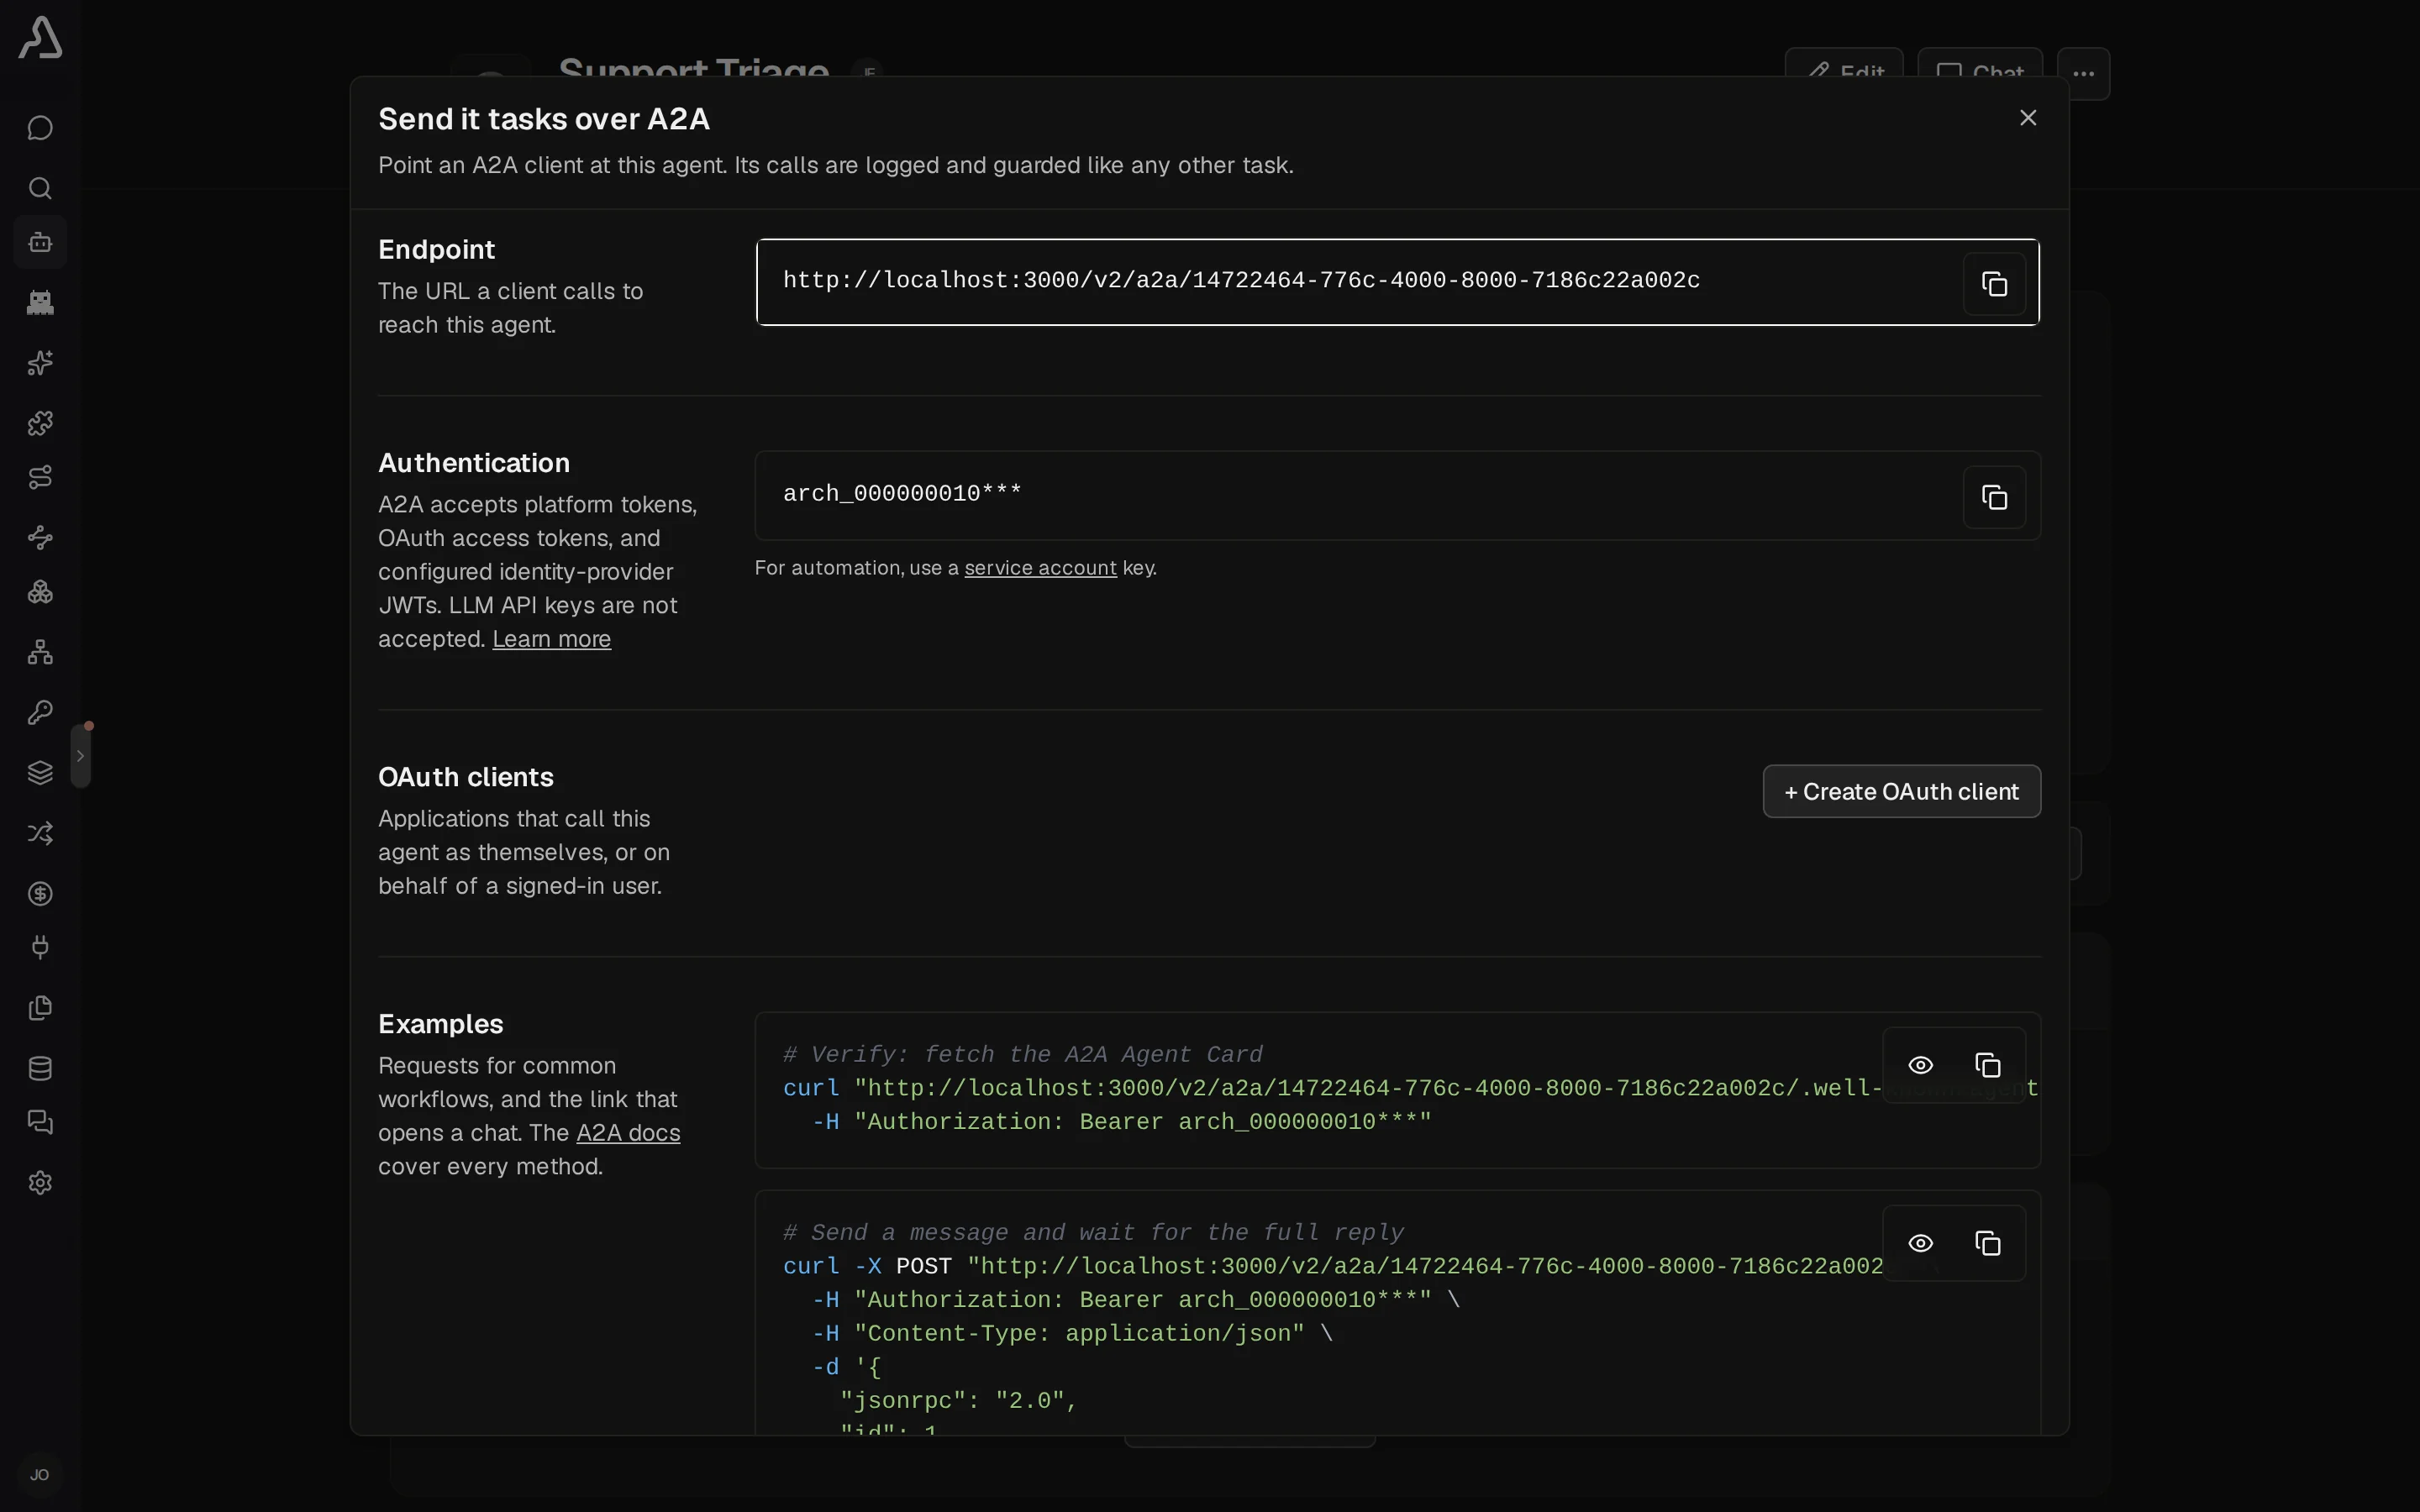 Support Triage
Edit
Chat
Send it tasks over A2A
Point an A2A client at this agent. Its calls are logged and guarded like any other task.
Endpoint
The URL a client calls to
reach this agent.
http://localhost:3000/v2/a2a/14722464-776c-4000-8000-7186c22a002c
Authentication
A2A accepts platform tokens,
OAuth access tokens, and
configured identity-provider
JWTs. LLM API keys are not
accepted. Learn more
arch_000000010***
For automation, use a service account key.
OAuth clients
Applications that call this
agent as themselves, or on
behalf of a signed-in user.
+ Create OAuth client
Examples
Requests for common
workflows, and the link that
opens a chat. The A2A docs
cover every method.
# Verify: fetch the A2A Agent Card
curl "http://localhost:3000/v2/a2a/14722464-776c-4000-8000-7186c22a002c/.well-known/agent
-H "Authorization: Bearer arch_000000010***"
# Send a message and wait for the full reply
curl -X POST "http://localhost:3000/v2/a2a/14722464-776c-4000-8000-7186c22a002
-H "Authorization: Bearer arch_000000010***" \
-H "Content-Type: application/json" \
-d '{
"jsonrpc": "2.0",
"id": 1
JO